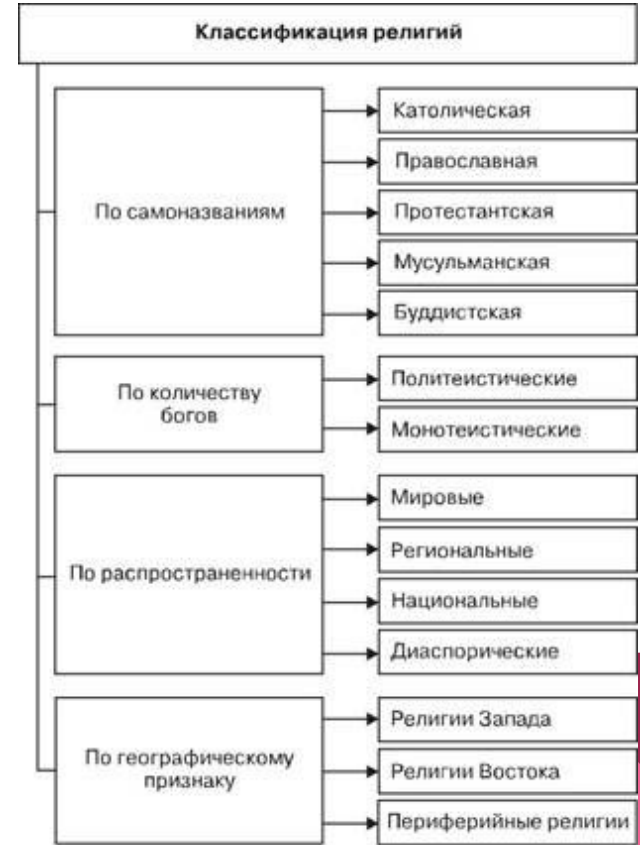 Классификация религий
По самоназваниям
Католическая
Православная
Протестантская
Мусульманская
Буддистская
По количеству
богов
Политеистические
Монотеистические
По распространенности
Мировые
Региональные
Национальные
Диаспорические
По географическому
признаку
Религии Запада
Религии Востока
Периферийные религии